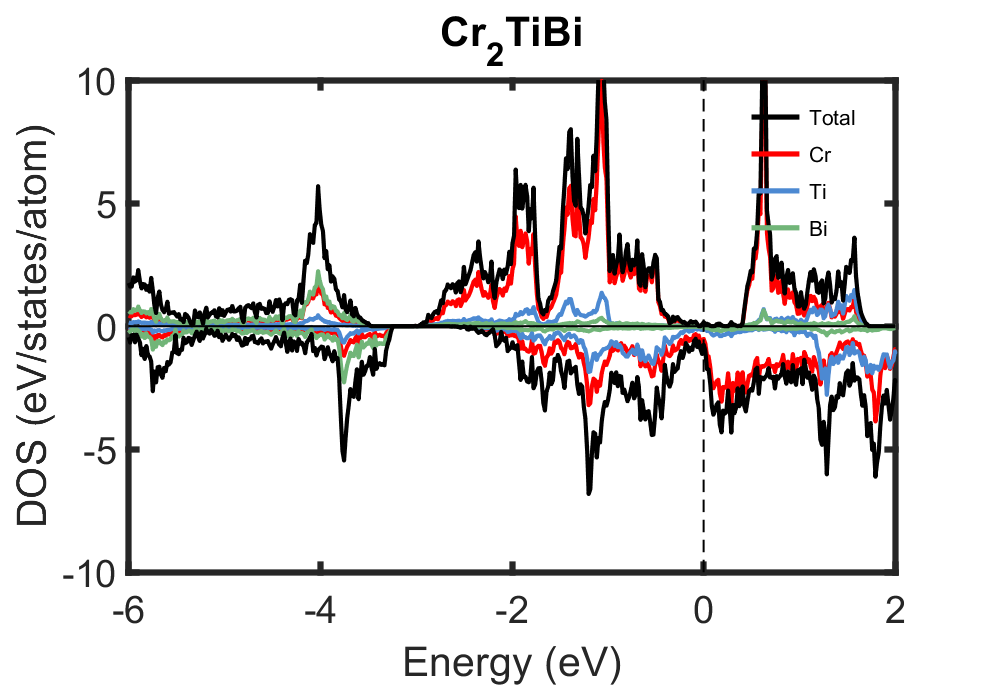 Cr2TiBi
10
5
0
-5
-10
DOS (eV/states/atom)
Total
Cr
Ti
Bi
-6
-4
-2
0
2
Energy (eV)